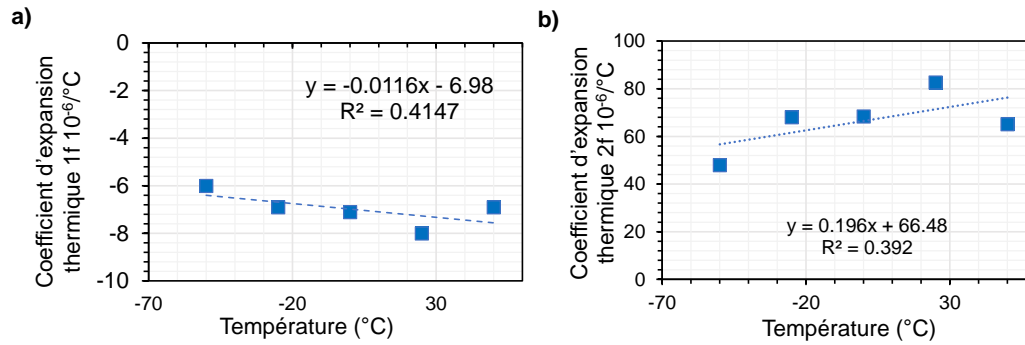 a)
Coefficient d'expansion
thermique 1f 10⁻⁶/°C
0
-2
-4
-6
-8
-10
y = -0.0116x - 6.98
R² = 0.4147
-70
-20
30
Température (°C)
b)
Coefficient d'expansion
thermique 2f 10⁻⁶/°C
100
80
60
40
20
0
y = 0.196x + 66.48
R² = 0.392
-70
-20
30
Température (°C)